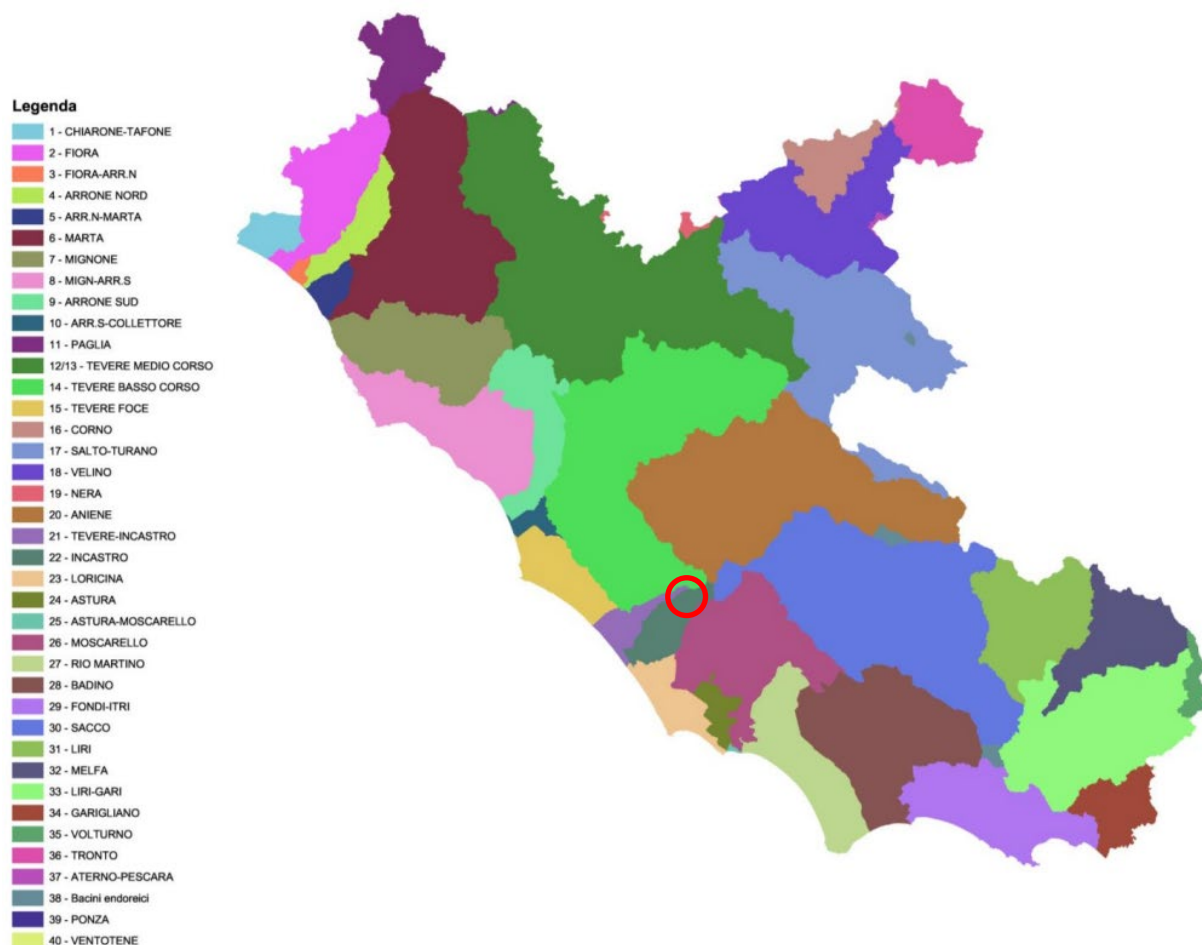 Legenda
1 - CHIARONE-TAFONE
2 - FIORA
3 - FIORA-ARR.N
4 - ARRONE NORD
5 - ARR.N-MARTA
6 - MARTA
7 - MIGNONE
8 - MIGN-ARR.S
9 - ARRONE SUD
10 - ARR.S-COLLETTORE
11 - PAGLIA
12/13 - TEVERE MEDIO CORSO
14 - TEVERE BASSO CORSO
15 - TEVERE FOCE
16 - CORNO
17 - SALTO-TURANO
18 - VELINO
19 - NERA
20 - ANIENE
21 - TEVERE-INCASTRO
22 - INCASTRO
23 - LORICINA
24 - ASTURA
25 - ASTURA-MOSCARELLO
26 - MOSCARELLO
27 - RIO MARTINO
28 - BADINO
29 - FONDI-ITRI
30 - SACCO
31 - LIRI
32 - MELFA
33 - LIRI-GARI
34 - GARIGLIANO
35 - VOLTURNO
36 - TRONTO
37 - ATERNO-PESCARA
38 - Bacini endoreici
39 - PONZA
40 - VENTOTENE